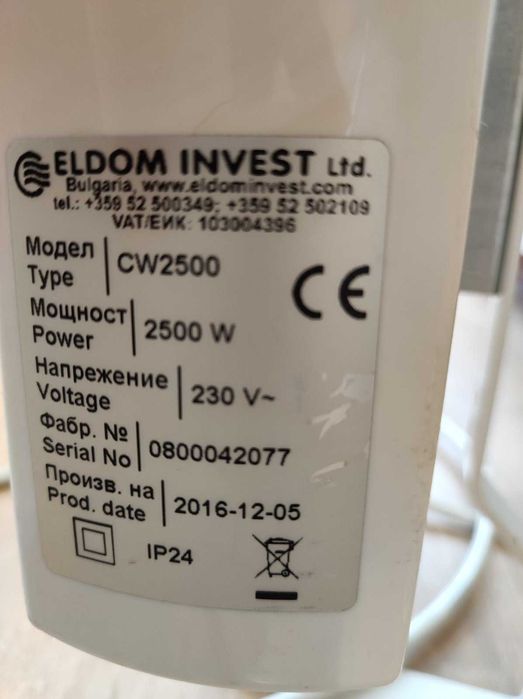 ELDOM INVEST Ltd.
Bulgaria, www.eldominvest.com
tel.: +359 52 500349; +359 52 502109
VAT/ЕИК: 103004396
Модел
Type
CW2500
CE
Мощност
Power
2500 W
Напрежение
Voltage
230 V~
Фабр. №
Serial No
0800042077
Произв. на
Prod. date
2016-12-05
IP24